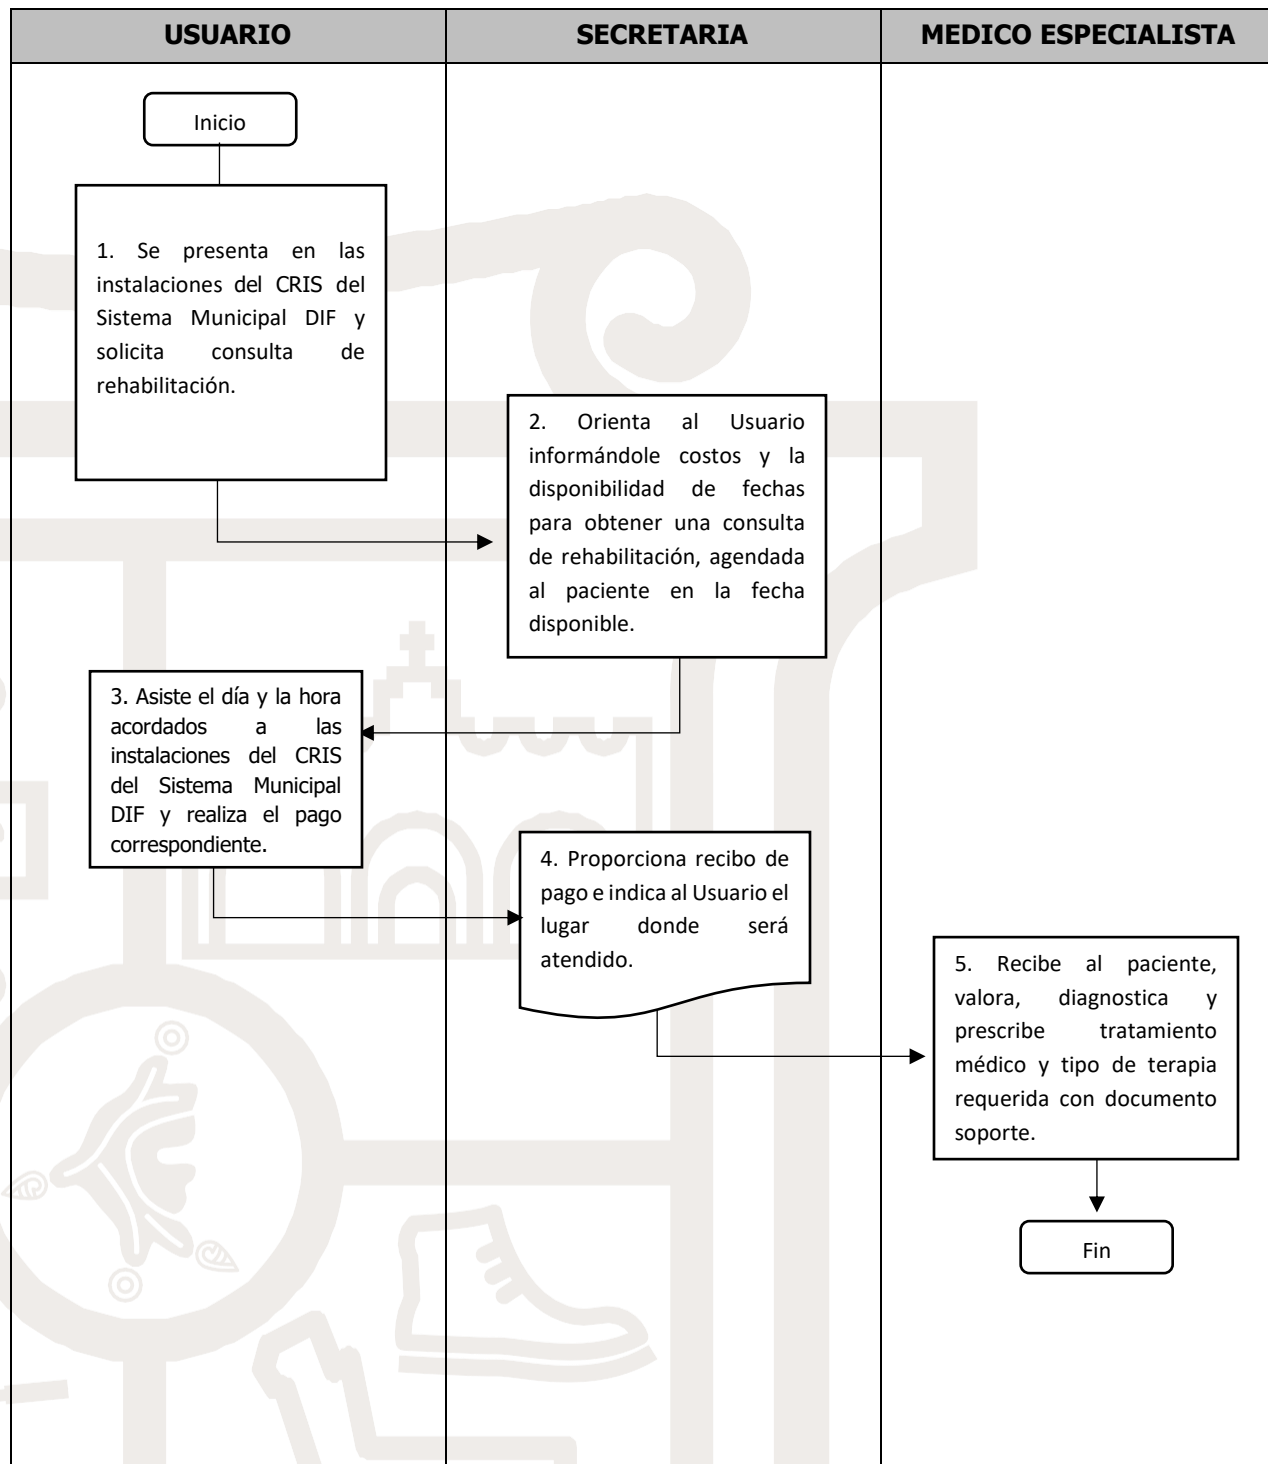 USUARIO
SECRETARIA
MEDICO ESPECIALISTA
Inicio
1. Se presenta en las
instalaciones del CRIS del
Sistema Municipal DIF y
solicita consulta de
rehabilitación.
2. Orienta al Usuario
informándole costos y la
disponibilidad de fechas
para obtener una consulta
de rehabilitación, agendada
al paciente en la fecha
disponible.
3. Asiste el día y la hora
acordados a las
instalaciones del CRIS
del Sistema Municipal
DIF y realiza el pago
correspondiente.
4. Proporciona recibo de
pago e indica al Usuario el
lugar donde será
atendido.
5. Recibe al paciente,
valora, diagnostica y
prescribe tratamiento
médico y tipo de terapia
requerida con documento
soporte.
Fin